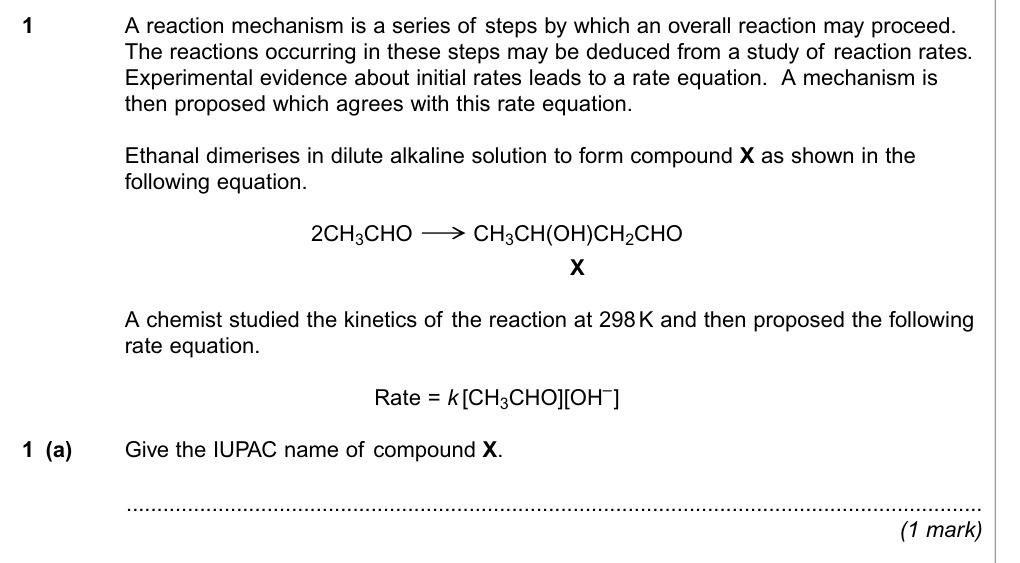 1 A reaction mechanism is a series of steps by which an overall reaction may proceed.
The reactions occurring in these steps may be deduced from a study of reaction rates.
Experimental evidence about initial rates leads to a rate equation. A mechanism is
then proposed which agrees with this rate equation.
Ethanal dimerises in dilute alkaline solution to form compound X as shown in the
following equation.
2CH₃CHO ⟶ CH₃CH(OH)CH₂CHO
X
A chemist studied the kinetics of the reaction at 298 K and then proposed the following
rate equation.
Rate = k [CH₃CHO][OH⁻]
1 (a) Give the IUPAC name of compound X.
..............................................................................................................................
(1 mark)